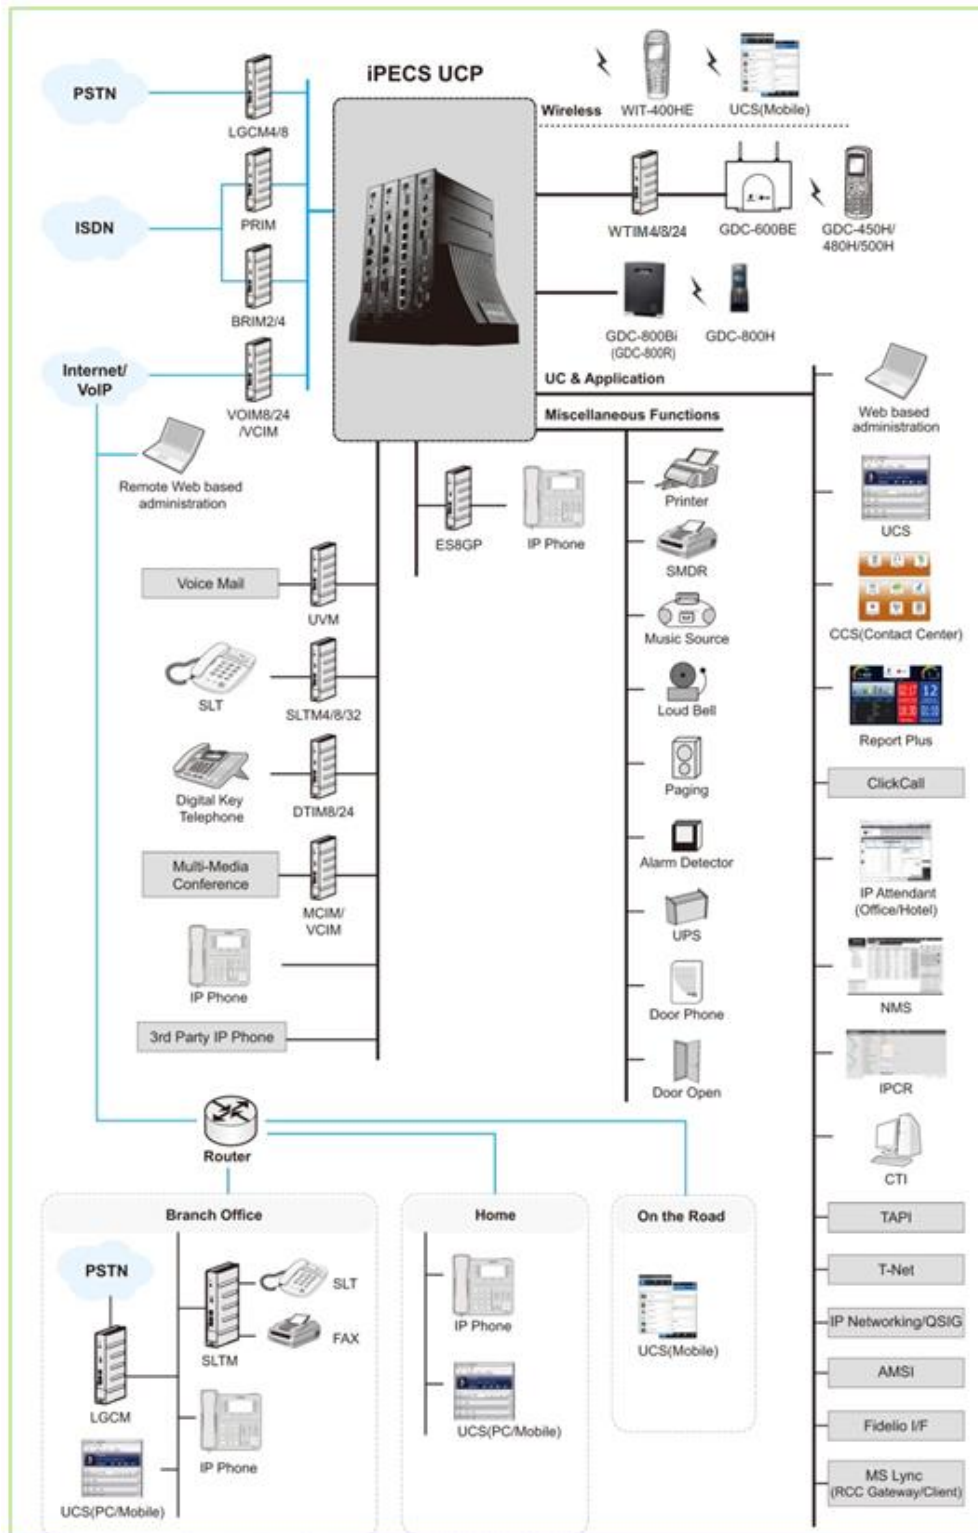 iPECS UCP
PSTN
LGCM4/8
ISDN
PRIM
BRIM2/4
Internet/
VoIP
VOIM8/24
/VCIM
Remote Web based
administration
Wireless
WIT-400HE
UCS(Mobile)
WTIM4/8/24
GDC-600BE
GDC-450H/
480H/500H
GDC-800Bi
(GDC-800R)
GDC-800H
UC & Application
Miscellaneous Functions
ES8GP
IP Phone
Voice Mail
UVM
SLT
SLTM4/8/32
Digital Key
Telephone
DTIM8/24
Multi-Media
Conference
MCIM/
VCIM
IP Phone
3rd Party IP Phone
Printer
SMDR
Music Source
Loud Bell
Paging
Alarm Detector
UPS
Door Phone
Door Open
Web based
administration
UCS
CCS(Contact Center)
02:17
12
18:30
01:10
Report Plus
ClickCall
IP Attendant
(Office/Hotel)
NMS
IPCR
CTI
TAPI
T-Net
IP Networking/QSIG
AMSI
Fidelio I/F
MS Lync
(RCC Gateway/Client)
Router
Branch Office
PSTN
LGCM
UCS(PC/Mobile)
SLTM
SLT
FAX
IP Phone
Home
IP Phone
UCS(PC/Mobile)
On the Road
UCS(Mobile)